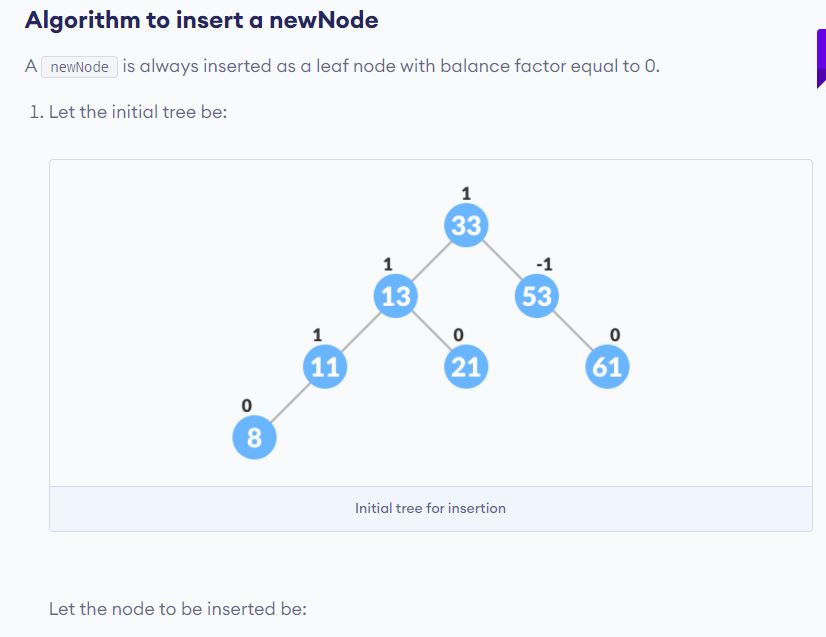 Algorithm to insert a newNode
A newNode is always inserted as a leaf node with balance factor equal to 0.
1. Let the initial tree be:
1
33
1
-1
13
53
1
0
0
11
21
61
0
8
Initial tree for insertion
Let the node to be inserted be: